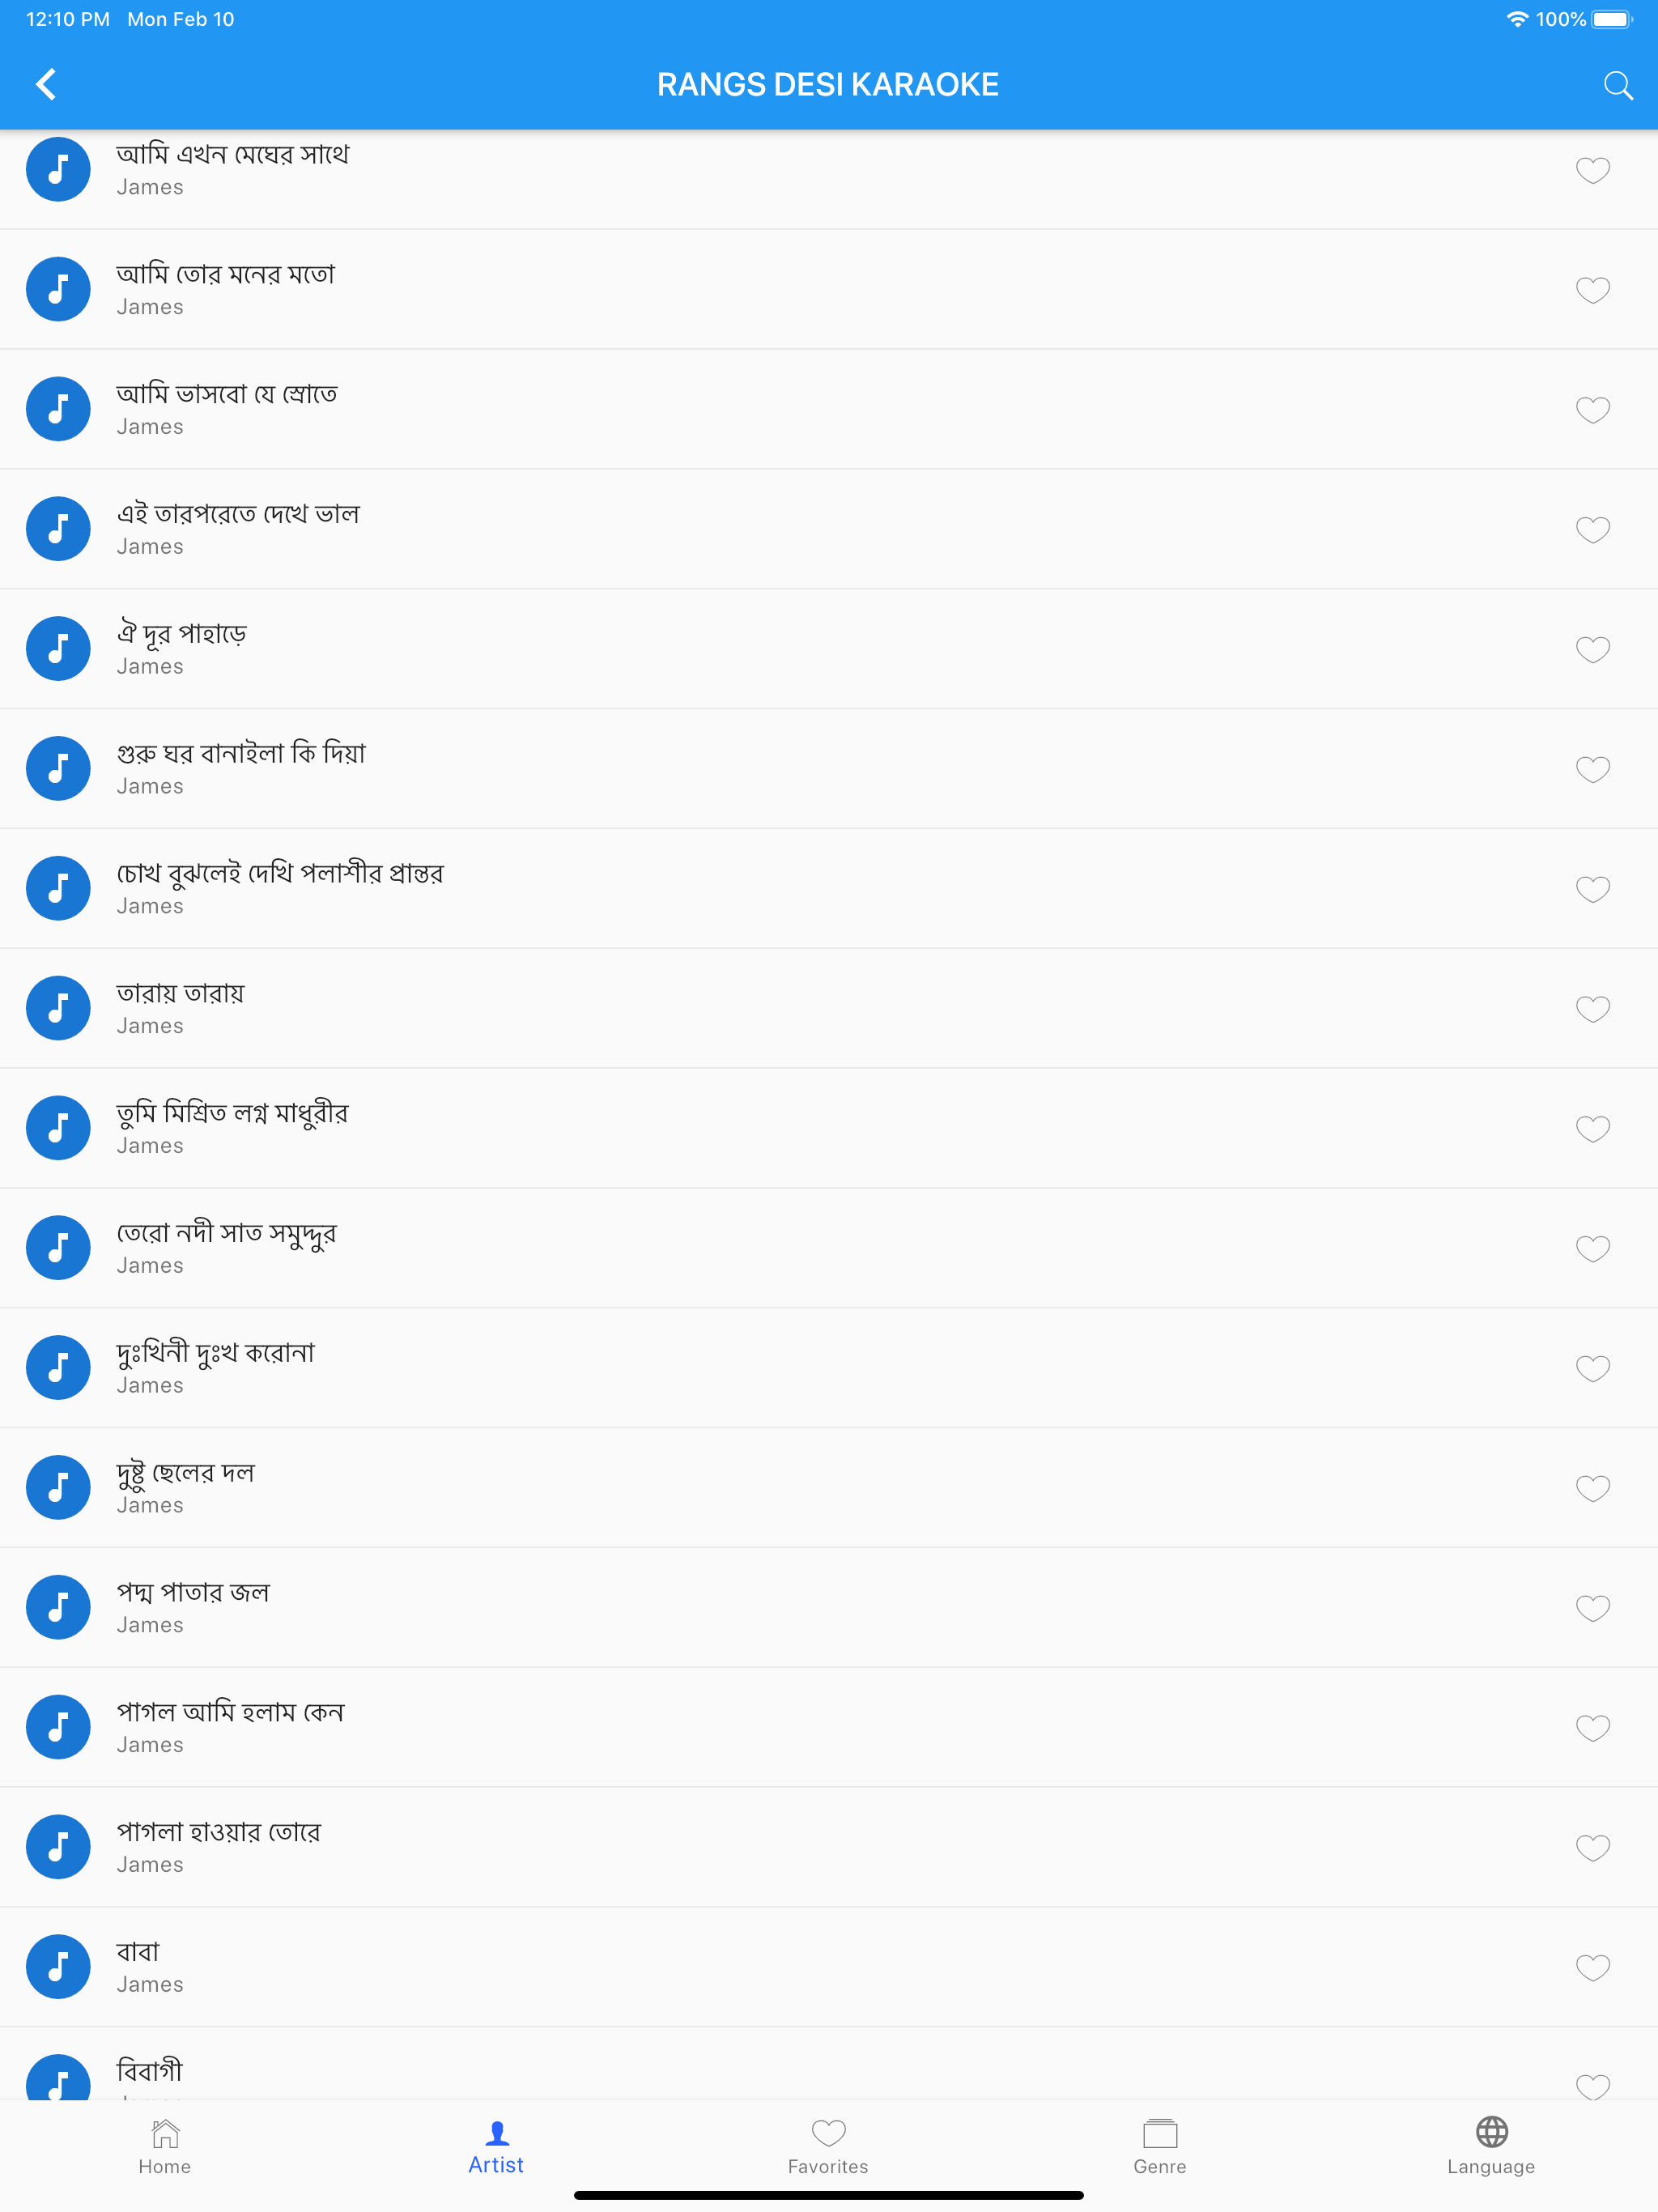 12:10 PM Mon Feb 10 100%
RANGS DESI KARAOKE
আমি এখন মেঘের সাথে
James
আমি তোর মনের মতো
James
আমি ভাসবো যে স্রোতে
James
এই তারপরেতে দেখে ভাল
James
ঐ দূর পাহাড়ে
James
গুরু ঘর বানাইলা কি দিয়া
James
চোখ বুঝলেই দেখি পলাশীর প্রান্তর
James
তারায় তারায়
James
তুমি মিশ্রিত লগ্ন মাধুরীর
James
তেরো নদী সাত সমুদ্দুর
James
দুঃখিনী দুঃখ করোনা
James
দুষ্টু ছেলের দল
James
পদ্ম পাতার জল
James
পাগল আমি হলাম কেন
James
পাগলা হাওয়ার তোরে
James
বাবা
James
বিবাগী
Home Artist Favorites Genre Language